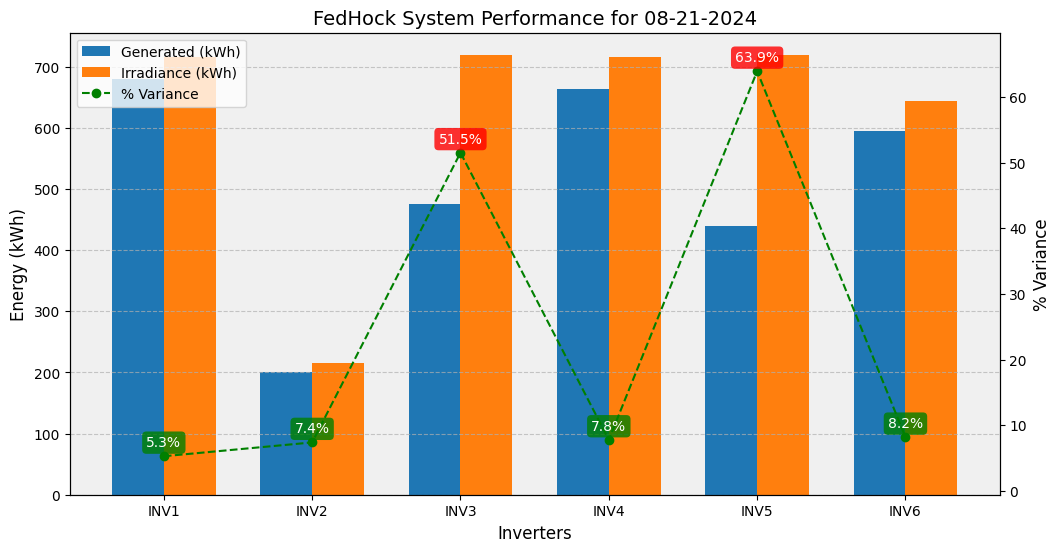 FedHock System Performance for 08-21-2024
Generated (kWh)
Irradiance (kWh)
% Variance
Energy (kWh)
700
600
500
400
300
200
100
0
5.3%
7.4%
51.5%
7.8%
63.9%
8.2%
60
50
40
30
20
10
0
% Variance
INV1 INV2 INV3 INV4 INV5 INV6
Inverters